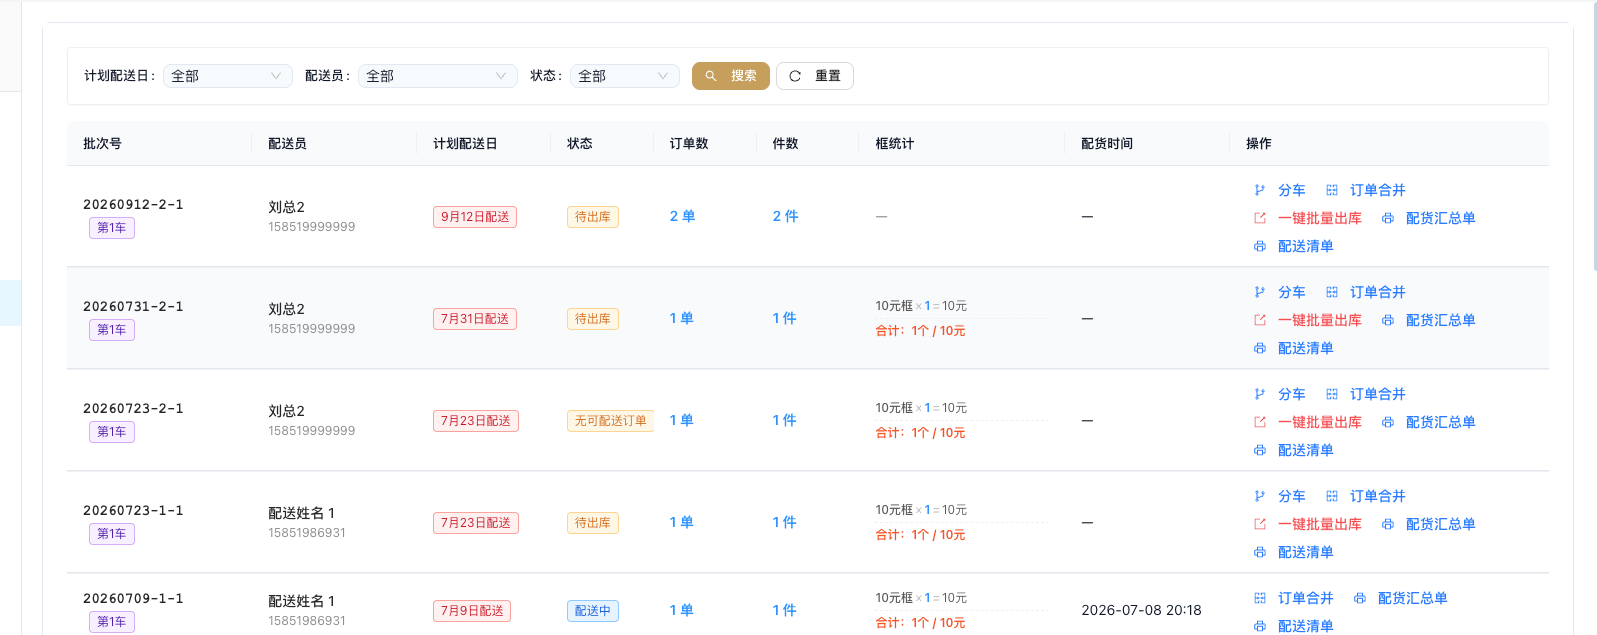 计划配送日： 全部 配送员： 全部 状态： 全部 搜索 重置
批次号 配送员 计划配送日 状态 订单数 件数 框统计 配货时间 操作
20260912-2-1 第1车 刘总2 158519999999 9月12日配送 待出库 2 单 2 件 — — 分车 订单合并 一键批量出库 配货汇总单 配送清单
20260731-2-1 第1车 刘总2 158519999999 7月31日配送 待出库 1 单 1 件 10元框 × 1 = 10元 合计：1个 / 10元 — 分车 订单合并 一键批量出库 配货汇总单 配送清单
20260723-2-1 第1车 刘总2 158519999999 7月23日配送 无可配送订单 1 单 1 件 10元框 × 1 = 10元 合计：1个 / 10元 — 分车 订单合并 一键批量出库 配货汇总单 配送清单
20260723-1-1 第1车 配送姓名 1 15851986931 7月23日配送 待出库 1 单 1 件 10元框 × 1 = 10元 合计：1个 / 10元 — 分车 订单合并 一键批量出库 配货汇总单 配送清单
20260709-1-1 第1车 配送姓名 1 15851986931 7月9日配送 配送中 1 单 1 件 10元框 × 1 = 10元 合计：1个 / 10元 2026-07-08 20:18 订单合并 配货汇总单 配送清单